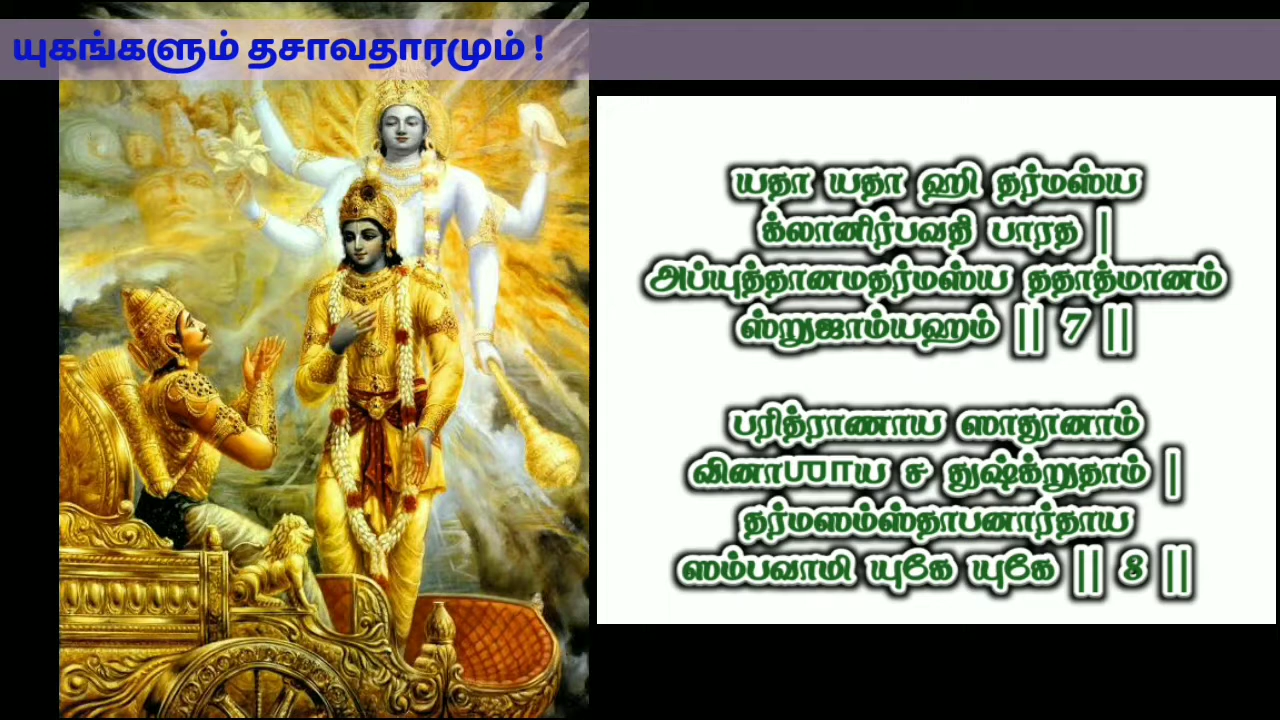 யுகங்களும் தசாவதாரமும் !
யதா யதா ஹி தர்மஸ்ய
க்லாநிர்பவதி பாரத |
அப்யுத்தானமதர்மஸ்ய ததாத்மானம்
ஸ்றுஜாம்யஹம் || 7 ||
பரித்ராணாய ஸாதூனாம்
வினாஶாய ச துஷ்க்றுதாம் |
தர்மஸம்ஸ்தாபனார்தாய
ஸம்பவாமி யுகே யுகே || 8 ||